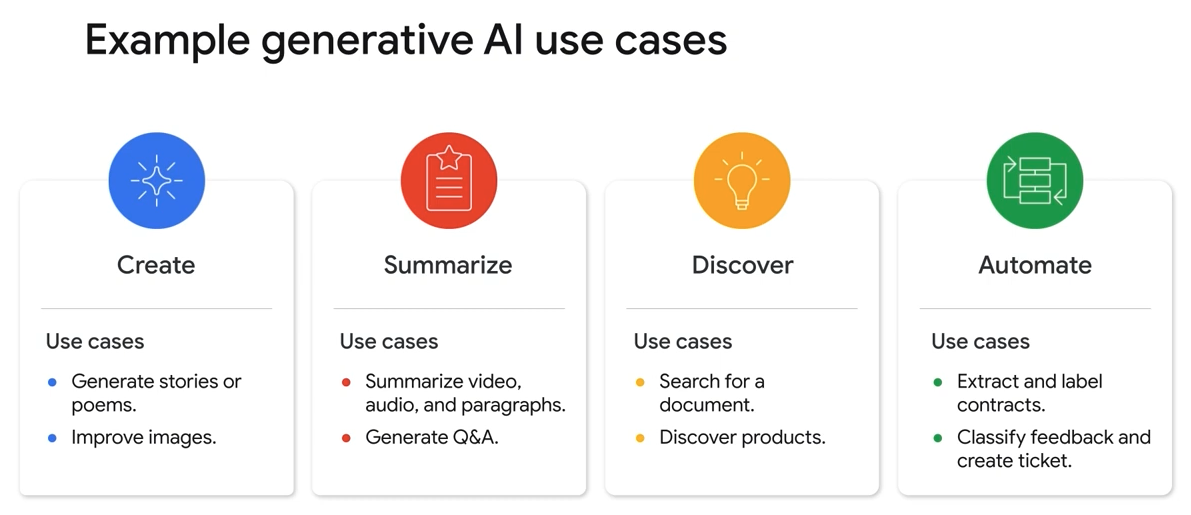 Example generative AI use cases
Create
Use cases
Generate stories or
poems.
Improve images.
Summarize
Use cases
Summarize video,
audio, and paragraphs.
Generate Q&A.
Discover
Use cases
Search for a
document.
Discover products.
Automate
Use cases
Extract and label
contracts.
Classify feedback and
create ticket.